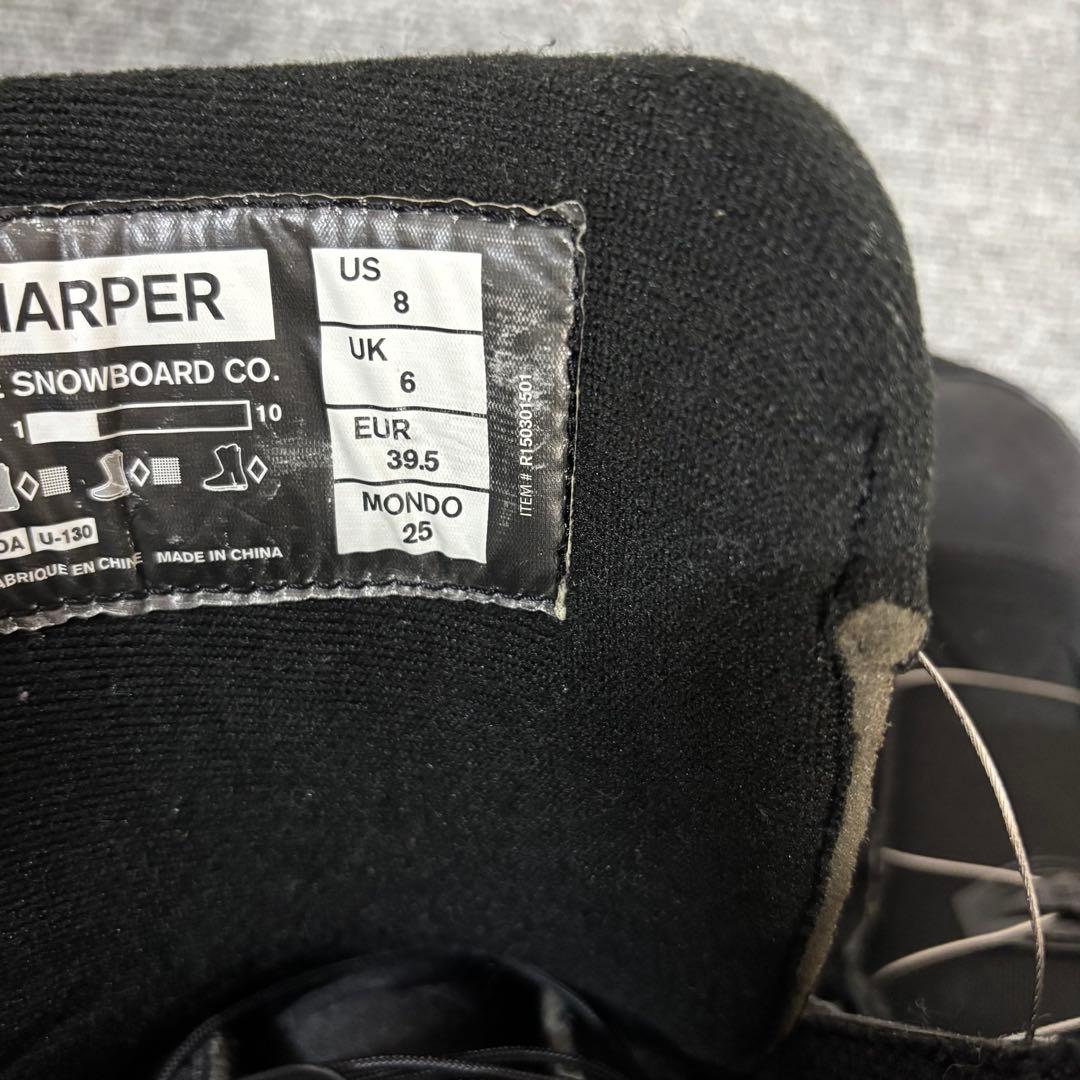 HARPER
SNOWBOARD CO.
1 10
U-130
EN CHINE MADE IN CHINA
US
8
UK
6
EUR
39.5
MONDO
25
ITEM# R150301501